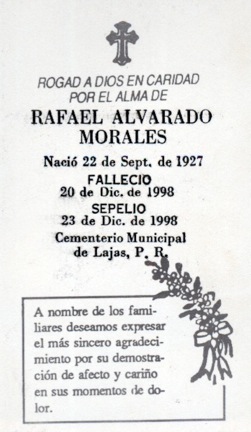 ROGAD A DIOS EN CARIDAD
POR EL ALMA DE
RAFAEL ALVARADO
MORALES
Nació 22 de Sept. de 1927
FALLECIO
20 de Dic. de 1998
SEPELIO
23 de Dic. de 1998
Cementerio Municipal
de Lajas, P. R.
A nombre de los fami-
liares deseamos expresar
el más sincero agradeci-
miento por su demostra-
ción de afecto y cariño
en sus momentos de do-
lor.